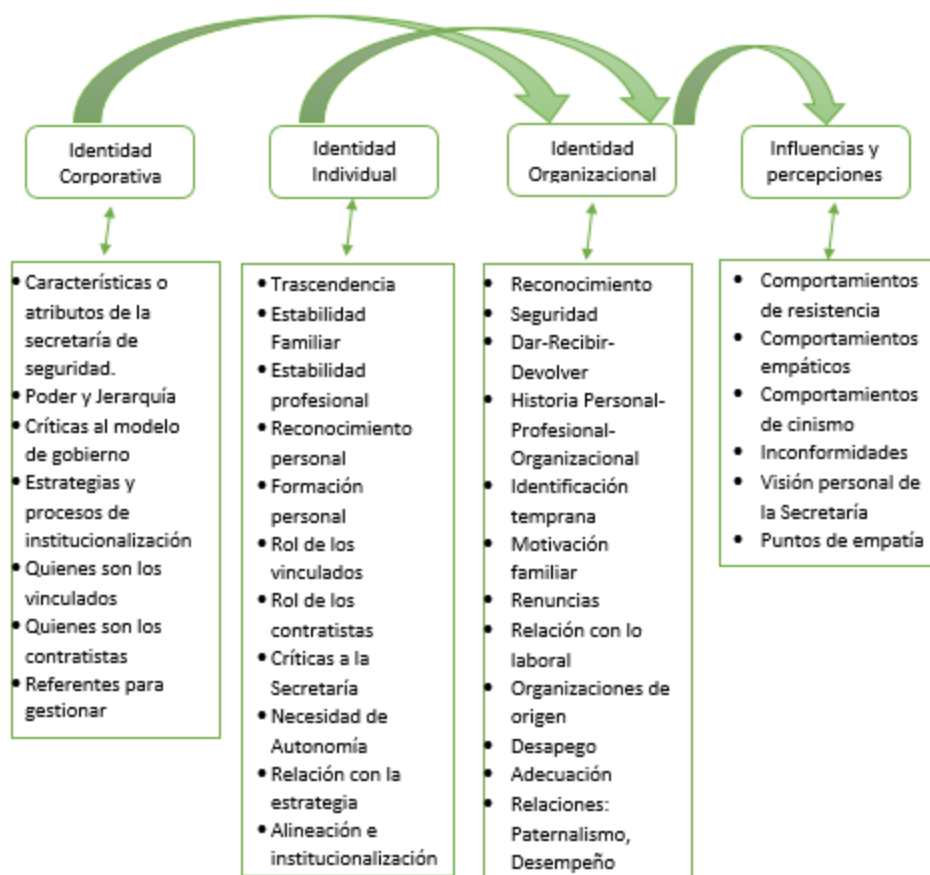 Identidad
Corporativa
Identidad
Individual
Identidad
Organizacional
Influencias y
percepciones
• Características o
atributos de la
secretaría de
seguridad.
• Poder y Jerarquía
• Críticas al modelo
de gobierno
• Estrategias y
procesos de
institucionalización
• Quienes son los
vinculados
• Quienes son los
contratistas
• Referentes para
gestionar
• Trascendencia
• Estabilidad
Familiar
• Estabilidad
profesional
• Reconocimiento
personal
• Formación
personal
• Rol de los
vinculados
• Rol de los
contratistas
• Críticas a la
Secretaría
• Necesidad de
Autonomía
• Relación con la
estrategia
• Alineación e
institucionalización
• Reconocimiento
• Seguridad
• Dar-Recibir-
Devolver
• Historia Personal-
Profesional-
Organizacional
• Identificación
temprana
• Motivación
familiar
• Renuncias
• Relación con lo
laboral
• Organizaciones de
origen
• Desapego
• Adecuación
• Relaciones:
Paternalismo,
Desempeño
• Comportamientos
de resistencia
• Comportamientos
empáticos
• Comportamientos
de cinismo
• Inconformidades
• Visión personal de
la Secretaría
• Puntos de empatía